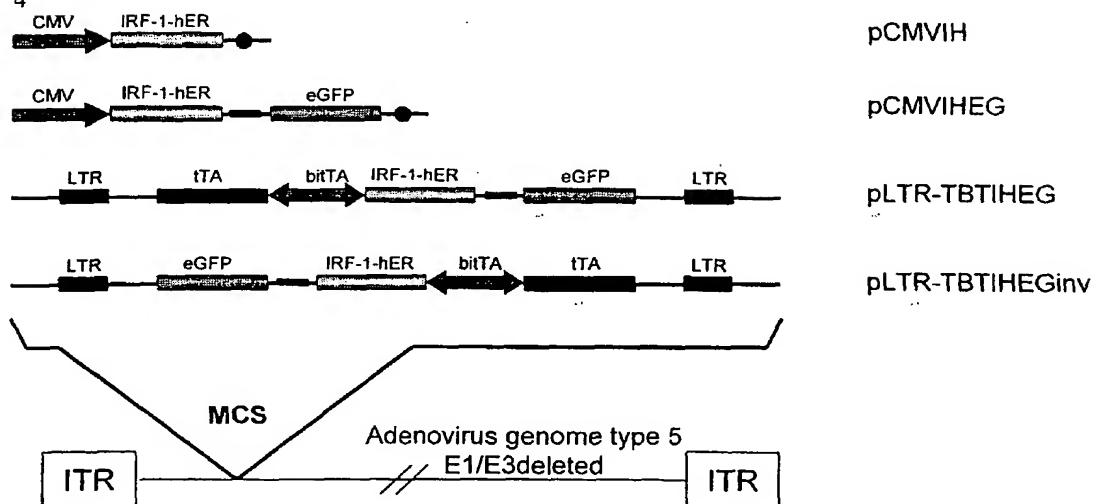 4
CMV IRF-1-hER pCMVIH
CMV IRF-1-hER eGFP pCMVIHEG
LTR tTA bitTA IRF-1-hER eGFP LTR pLTR-TBTIHEG
LTR eGFP IRF-1-hER bitTA tTA LTR pLTR-TBTIHEGinv
MCS
Adenovirus genome type 5
E1/E3deleted
ITR ITR